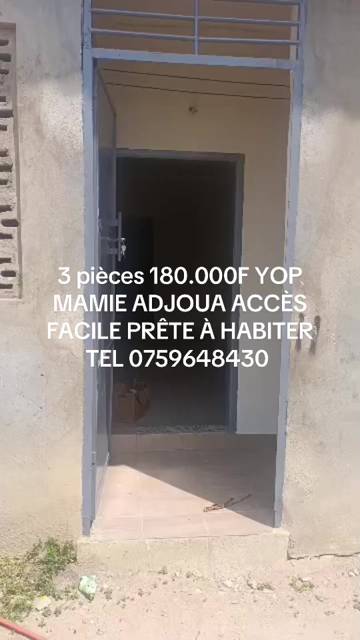 3 pièces 180.000F YOP
MAMIE ADJOUA ACCÈS
FACILE PRÊTE À HABITER
TEL 0759648430